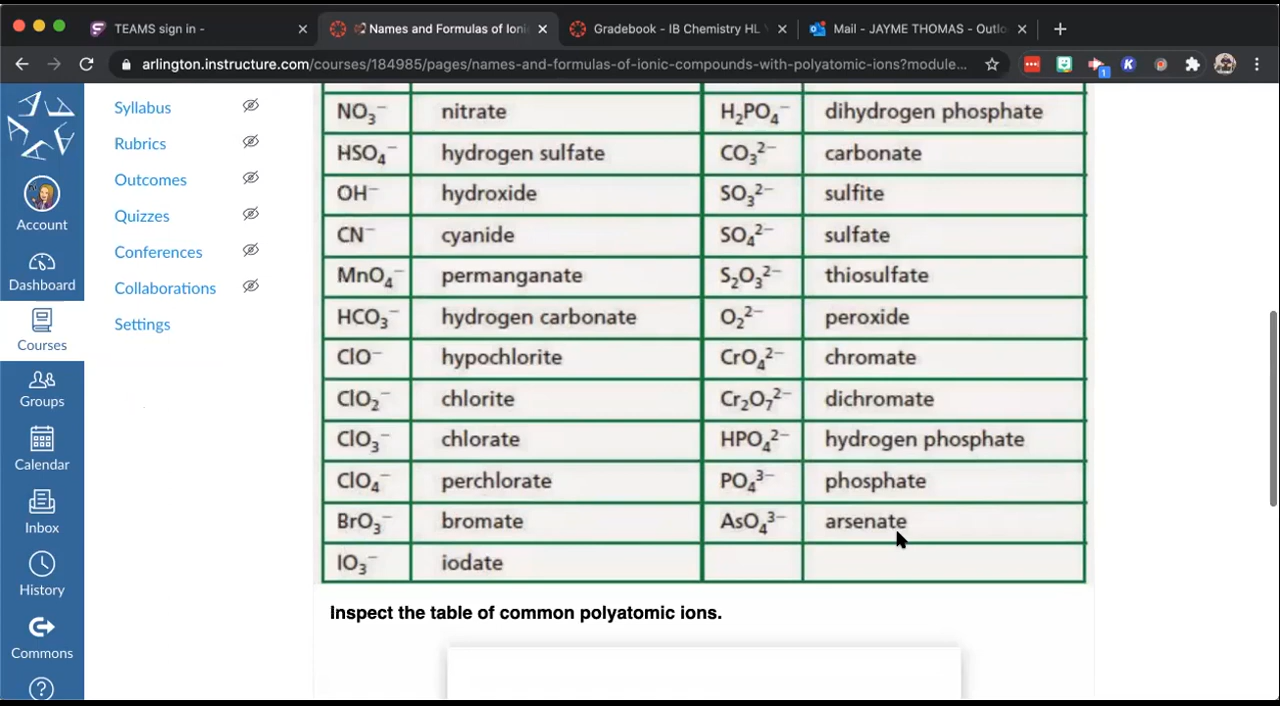 TEAMS sign in -
Names and Formulas of Ioni
Gradebook - IB Chemistry HL Y
Mail - JAYME THOMAS - Outlo
arlington.instructure.com/courses/184985/pages/names-and-formulas-of-ionic-compounds-with-polyatomic-ions?module...
1
Account
Dashboard
Courses
Groups
Calendar
Inbox
History
Commons
Syllabus
Rubrics
Outcomes
Quizzes
Conferences
Collaborations
Settings
NO₃⁻ nitrate H₂PO₄⁻ dihydrogen phosphate
HSO₄⁻ hydrogen sulfate CO₃²⁻ carbonate
OH⁻ hydroxide SO₃²⁻ sulfite
CN⁻ cyanide SO₄²⁻ sulfate
MnO₄⁻ permanganate S₂O₃²⁻ thiosulfate
HCO₃⁻ hydrogen carbonate O₂²⁻ peroxide
ClO⁻ hypochlorite CrO₄²⁻ chromate
ClO₂⁻ chlorite Cr₂O₇²⁻ dichromate
ClO₃⁻ chlorate HPO₄²⁻ hydrogen phosphate
ClO₄⁻ perchlorate PO₄³⁻ phosphate
BrO₃⁻ bromate AsO₄³⁻ arsenate
IO₃⁻ iodate
Inspect the table of common polyatomic ions.